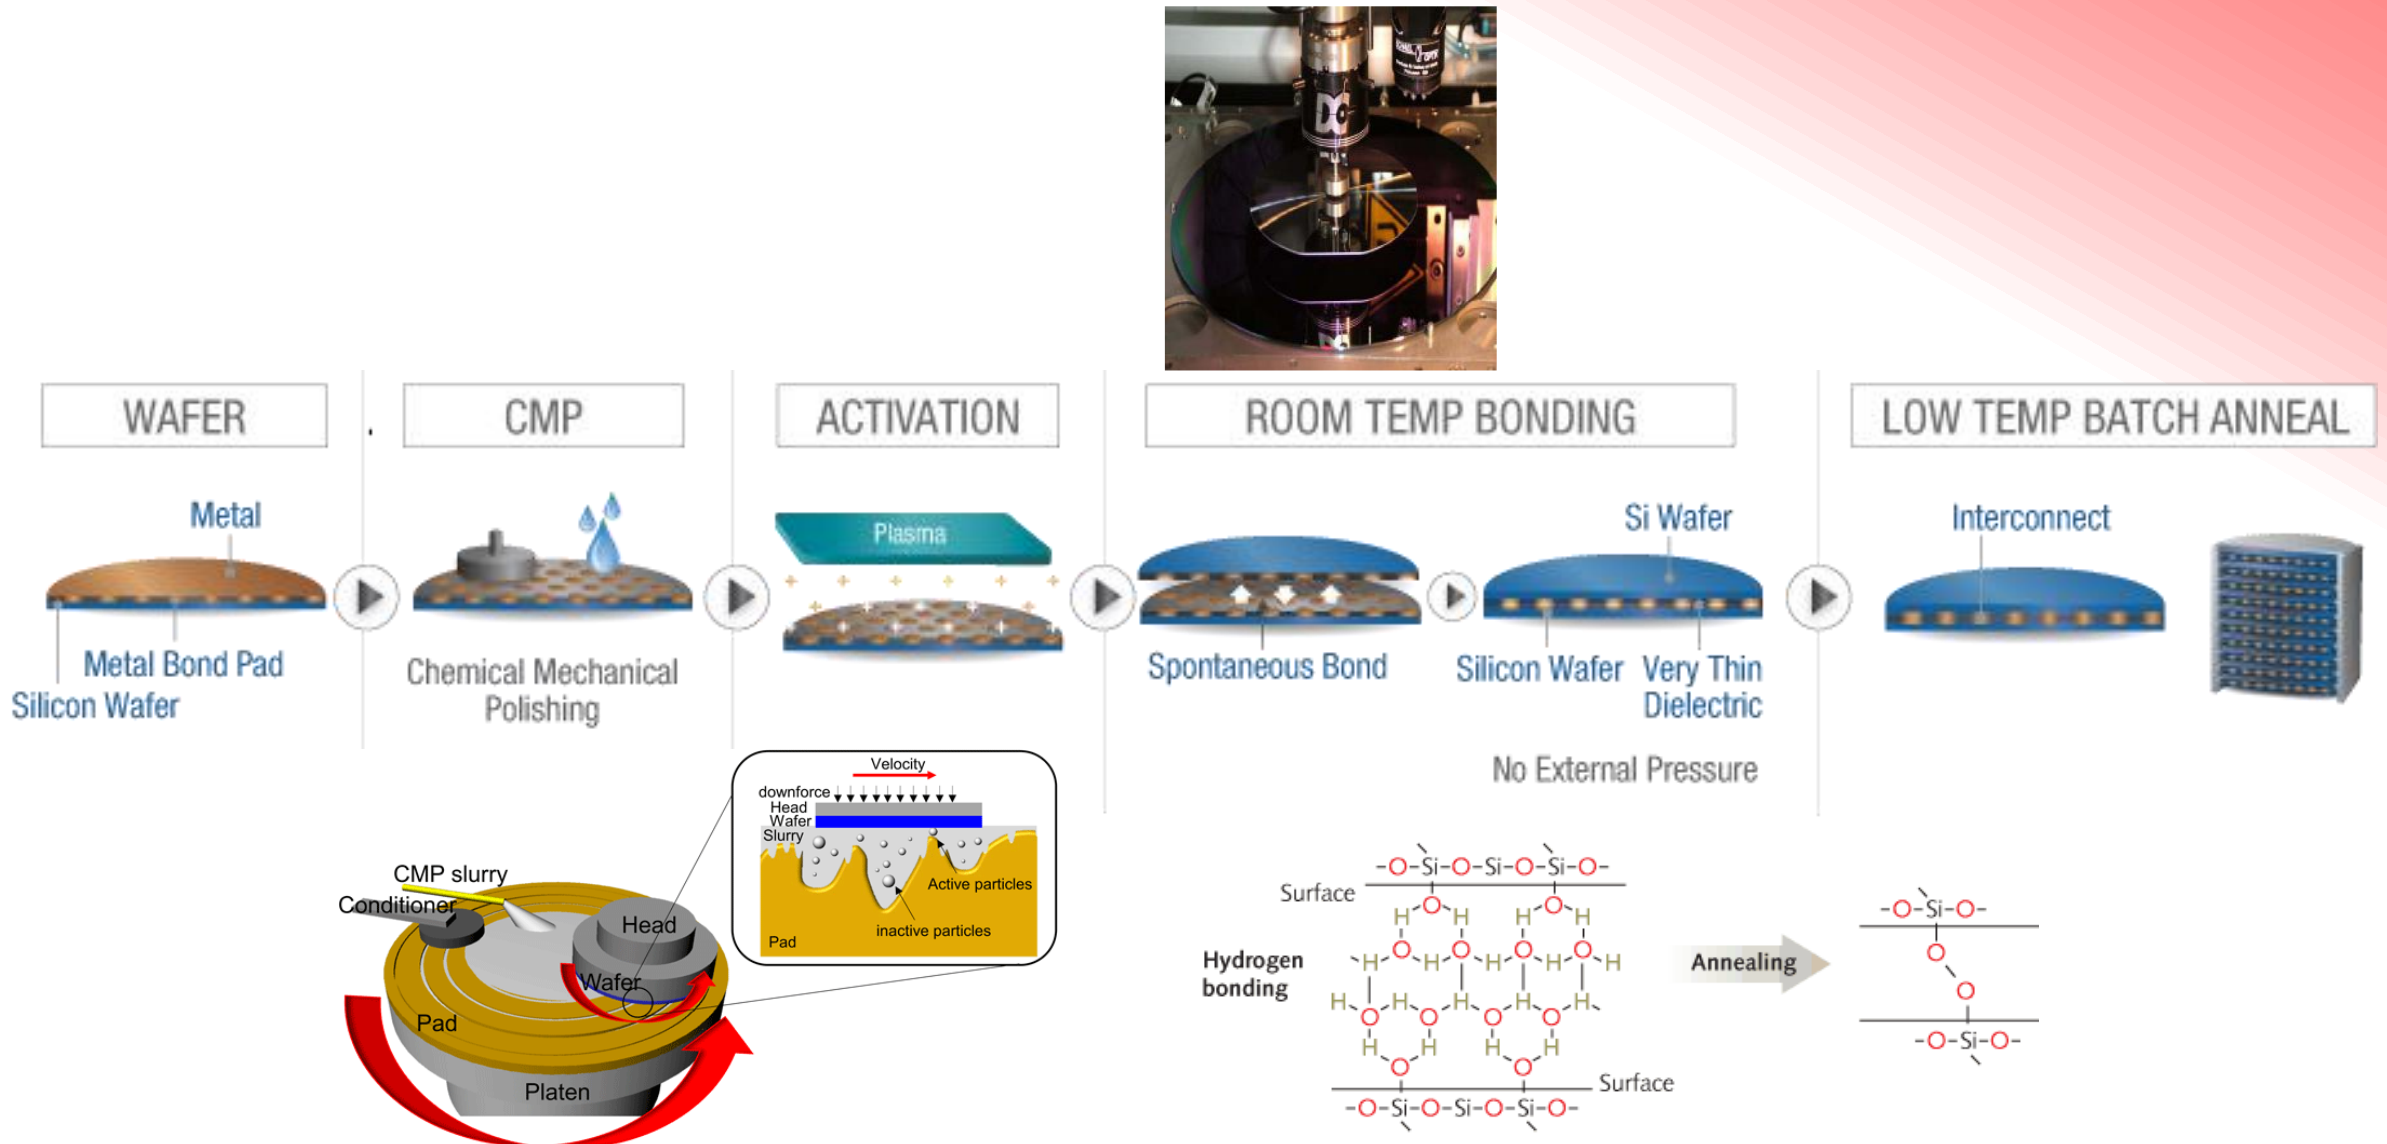 WAFER
.
CMP
ACTIVATION
ROOM TEMP BONDING
LOW TEMP BATCH ANNEAL
Metal
Metal Bond Pad
Silicon Wafer
Chemical Mechanical
Polishing
Plasma
Spontaneous Bond
Si Wafer
Silicon Wafer
Very Thin
Dielectric
No External Pressure
Interconnect
CMP slurry
Conditioner
Head
Wafer
Pad
Platen
Velocity
downforce
Head
Wafer
Slurry
Active particles
inactive particles
Pad
-O-Si-O-Si-O-Si-O-
Surface
O O
H H H H
Hydrogen
bonding
O O O O
H H H H H
H H H H H
O O O O
H H H H
O O
Surface
-O-Si-O-Si-O-Si-O-
Annealing
-O-Si-O-
O
O
-O-Si-O-